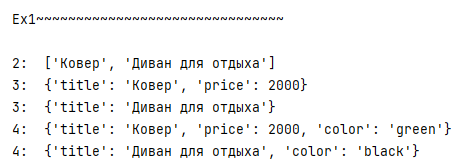 Ex1~~~~~~~~~~~~~~~~~~~~~~~~~~~~~~
2:  ['Ковер', 'Диван для отдыха']
3:  {'title': 'Ковер', 'price': 2000}
3:  {'title': 'Диван для отдыха'}
4:  {'title': 'Ковер', 'price': 2000, 'color': 'green'}
4:  {'title': 'Диван для отдыха', 'color': 'black'}